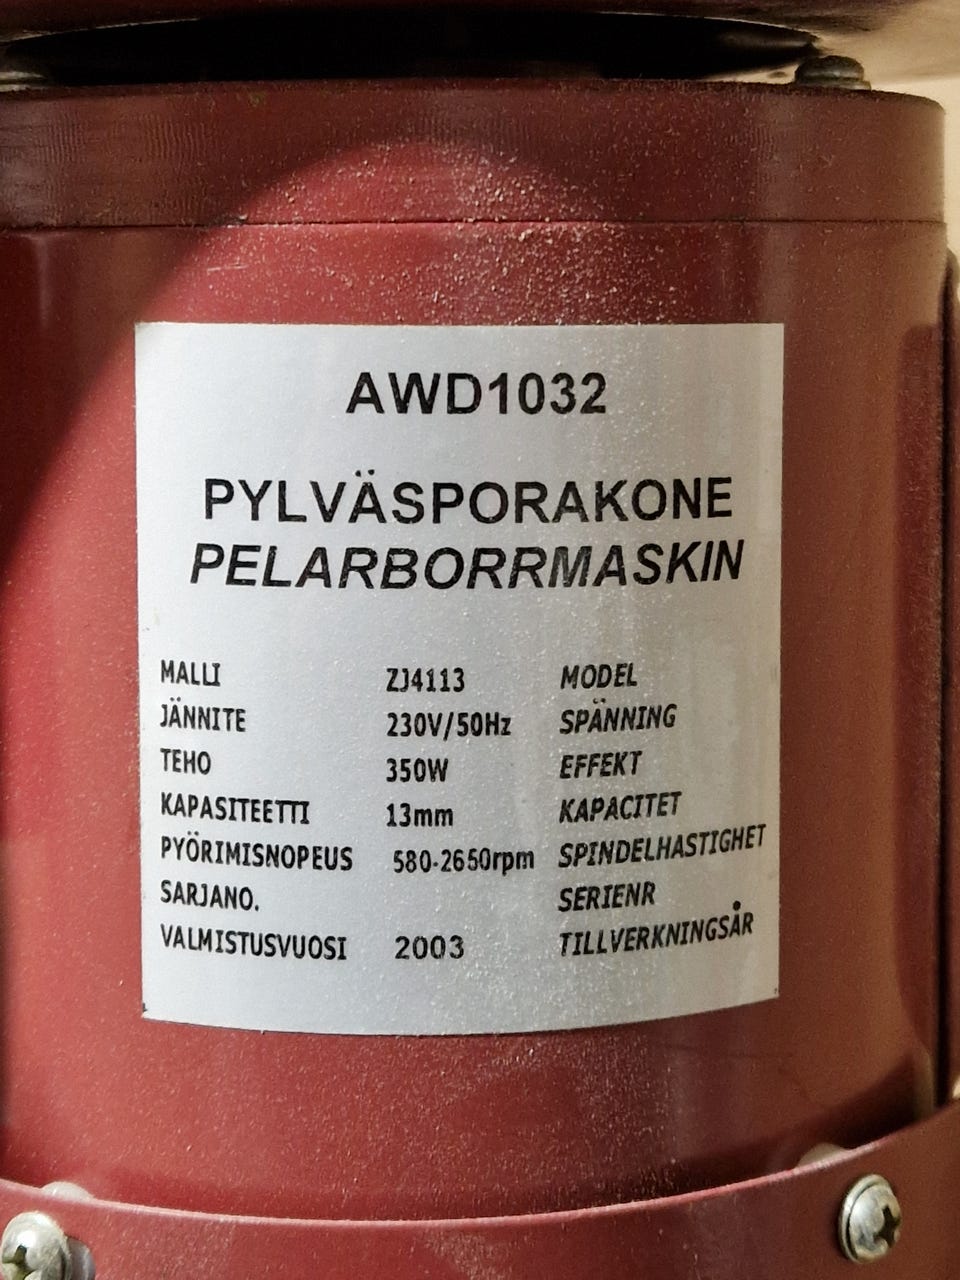 AWD1032
PYLVÄSPORAKONE
PELARBORRMASKIN
MALLI ZJ4113 MODEL
JÄNNITE 230V/50Hz SPÄNNING
TEHO 350W EFFEKT
KAPASITEETTI 13mm KAPACITET
PYÖRIMISNOPEUS 580-2650rpm SPINDELHASTIGHET
SARJANO. SERIENR
VALMISTUSVUOSI 2003 TILLVERKNINGSÅR